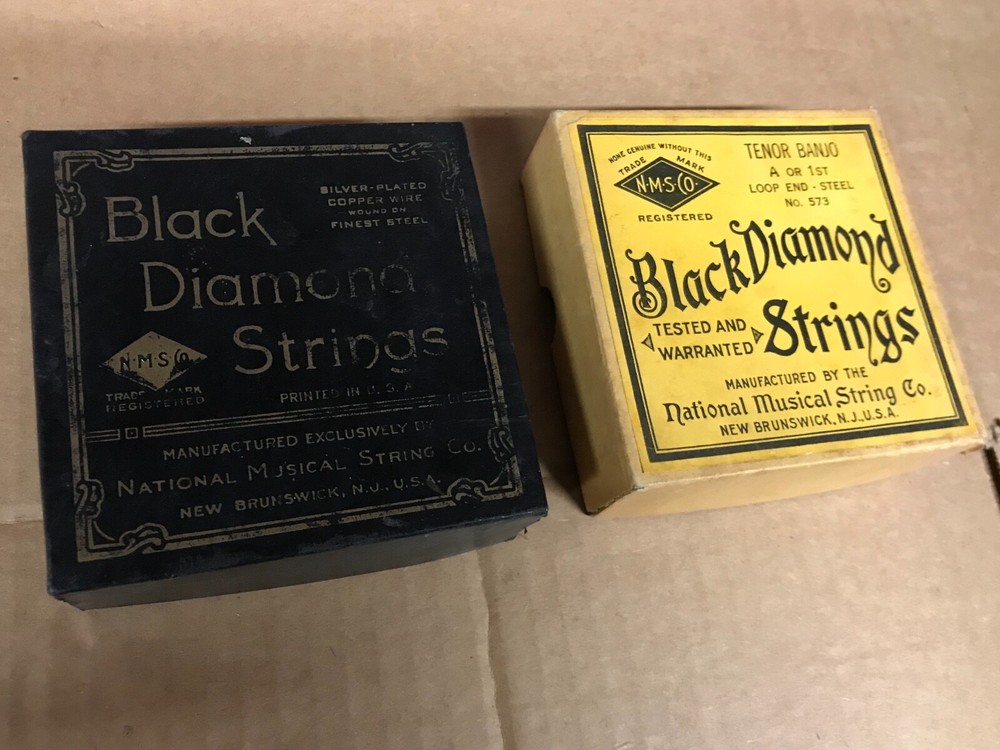 Black
Diamond
Strings
SILVER-PLATED
COPPER WIRE
WOUND ON
FINEST STEEL
N·M·S·Co.
TRADE MARK
REGISTERED
PRINTED IN U.S.A
MANUFACTURED EXCLUSIVELY BY
NATIONAL MUSICAL STRING Co.
NEW BRUNSWICK, N.J., U.S.A.
NONE GENUINE WITHOUT THIS
TRADE MARK
N·M·S·Co·
REGISTERED
TENOR BANJO
A OR 1ST
LOOP END - STEEL
No. 573
Black Diamond
Strings
TESTED AND
WARRANTED
MANUFACTURED BY THE
National Musical String Co.
NEW BRUNSWICK, N.J., U.S.A.